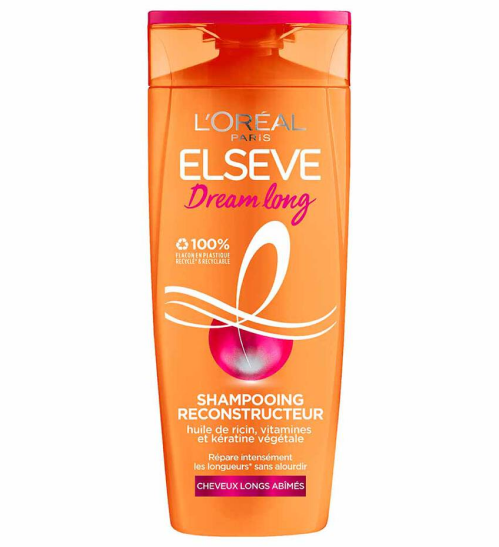 L'ORÉAL
PARIS
ELSEVE
Dream long
100%
FLACON EN PLASTIQUE
RECYCLÉ* & RECYCLABLE
SHAMPOOING
RECONSTRUCTEUR
huile de ricin, vitamines
et kératine végétale
Répare intensément
les longueurs* sans alourdir
CHEVEUX LONGS ABÎMÉS